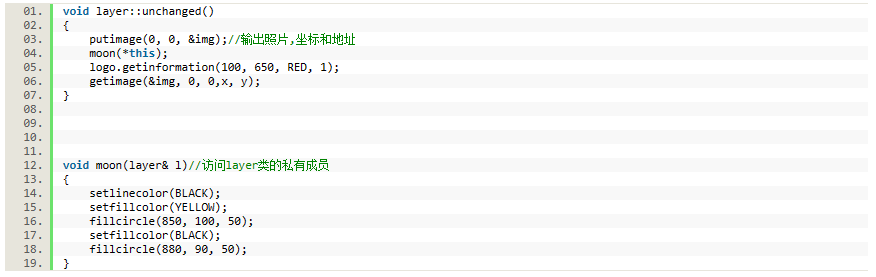 01. void layer::unchanged()
02. {
03. putimage(0, 0, &img);//输出照片,坐标和地址
04. moon(*this);
05. logo.getinformation(100, 650, RED, 1);
06. getimage(&img, 0, 0,x, y);
07. }
08.
09.
10.
11.
12. void moon(layer& l)//访问layer类的私有成员
13. {
14. setlinecolor(BLACK);
15. setfillcolor(YELLOW);
16. fillcircle(850, 100, 50);
17. setfillcolor(BLACK);
18. fillcircle(880, 90, 50);
19. }